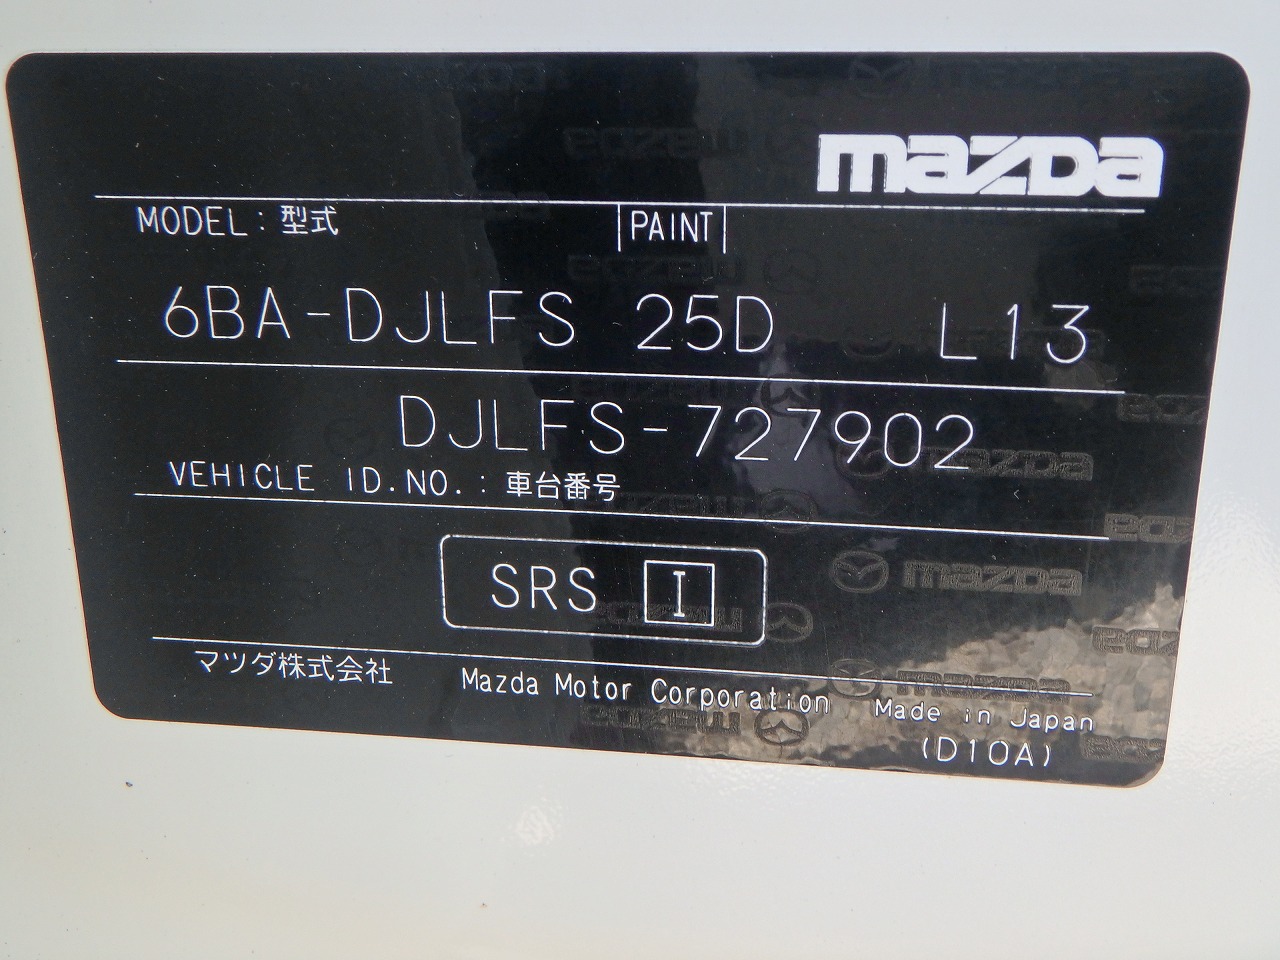 mazda
MODEL : 型式 PAINT
6BA-DJLFS 25D L13
DJLFS-727902
VEHICLE ID.NO. : 車台番号
SRS I
マツダ株式会社 Mazda Motor Corporation Made in Japan
(D10A)